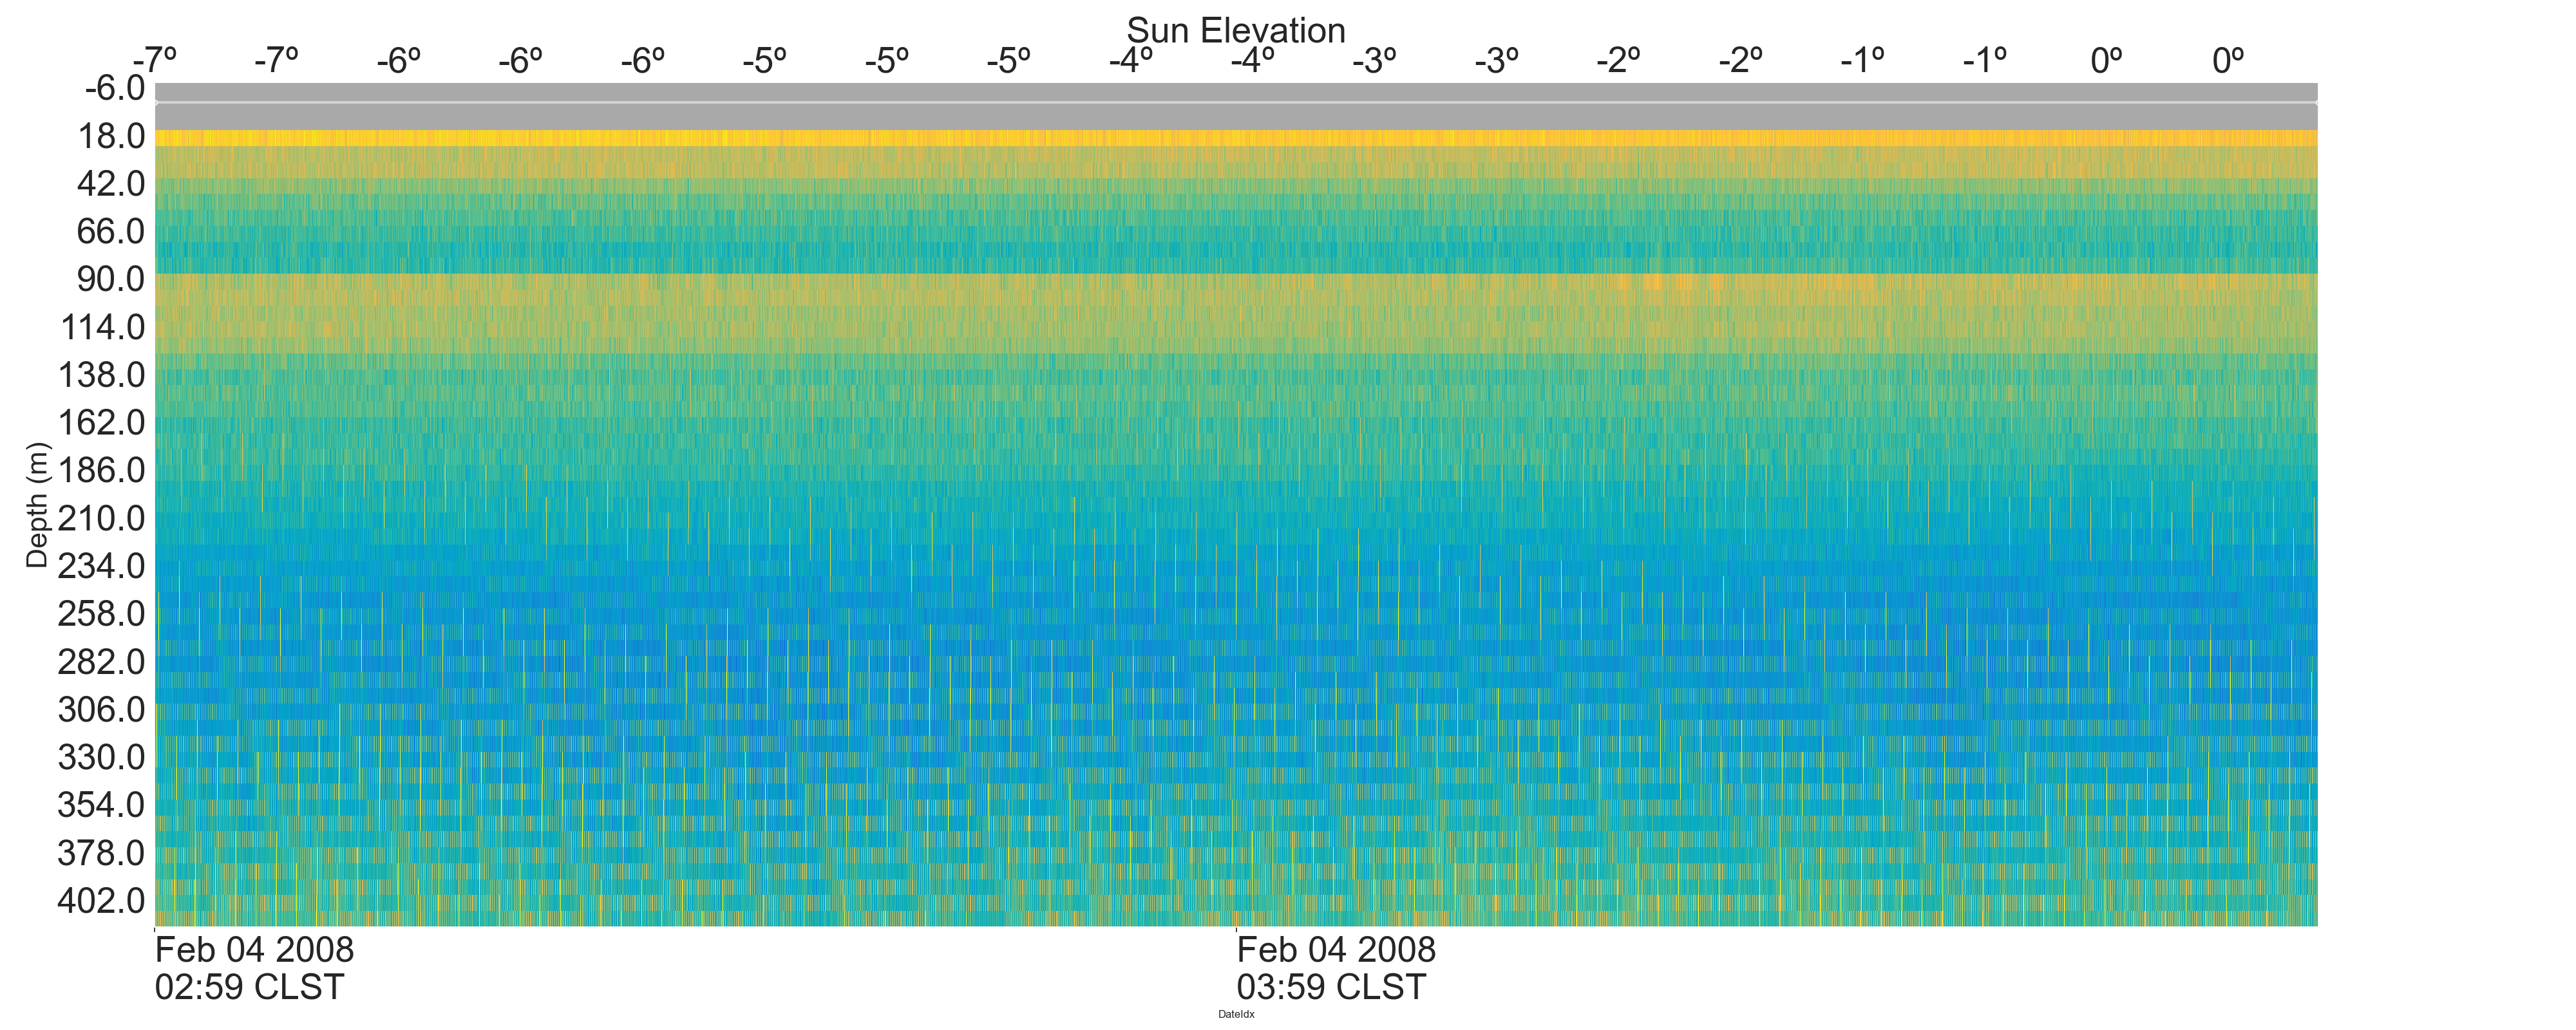 Sun Elevation
-7º -7º -6º -6º -6º -5º -5º -5º -4º -4º -3º -3º -2º -2º -1º -1º 0º 0º
-6.0
18.0
42.0
66.0
90.0
114.0
138.0
162.0
186.0
210.0
234.0
258.0
282.0
306.0
330.0
354.0
378.0
402.0
Depth (m)
Feb 04 2008
02:59 CLST
Feb 04 2008
03:59 CLST
DateIdx